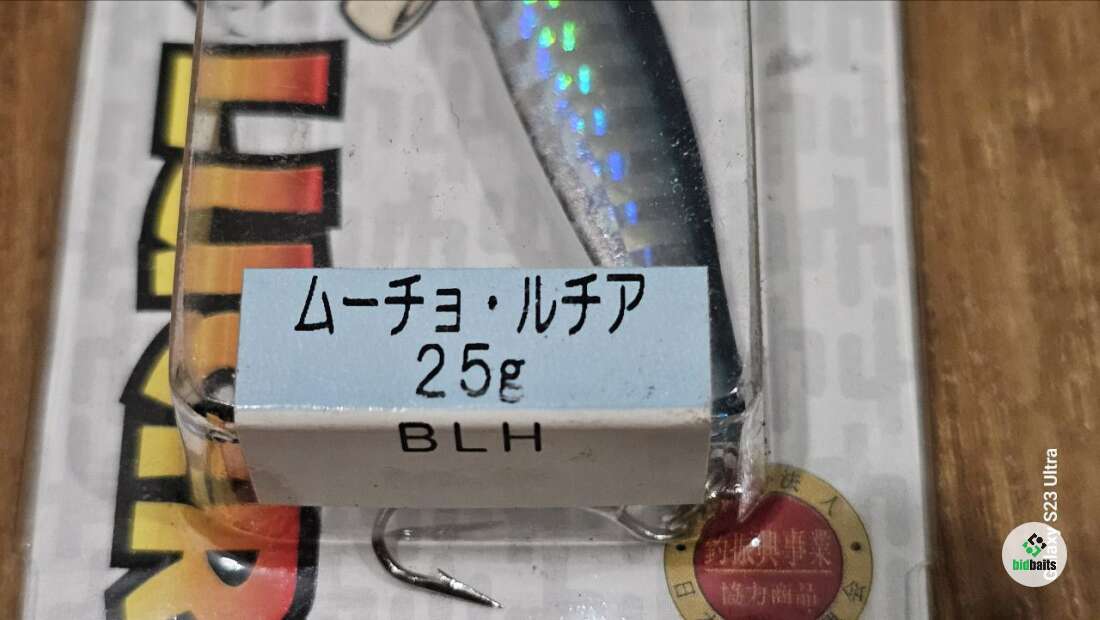 ムーチョ・ルチア
25g
BLH
釣振興事業
協力商品
Galaxy S23 Ultra
bidbaits